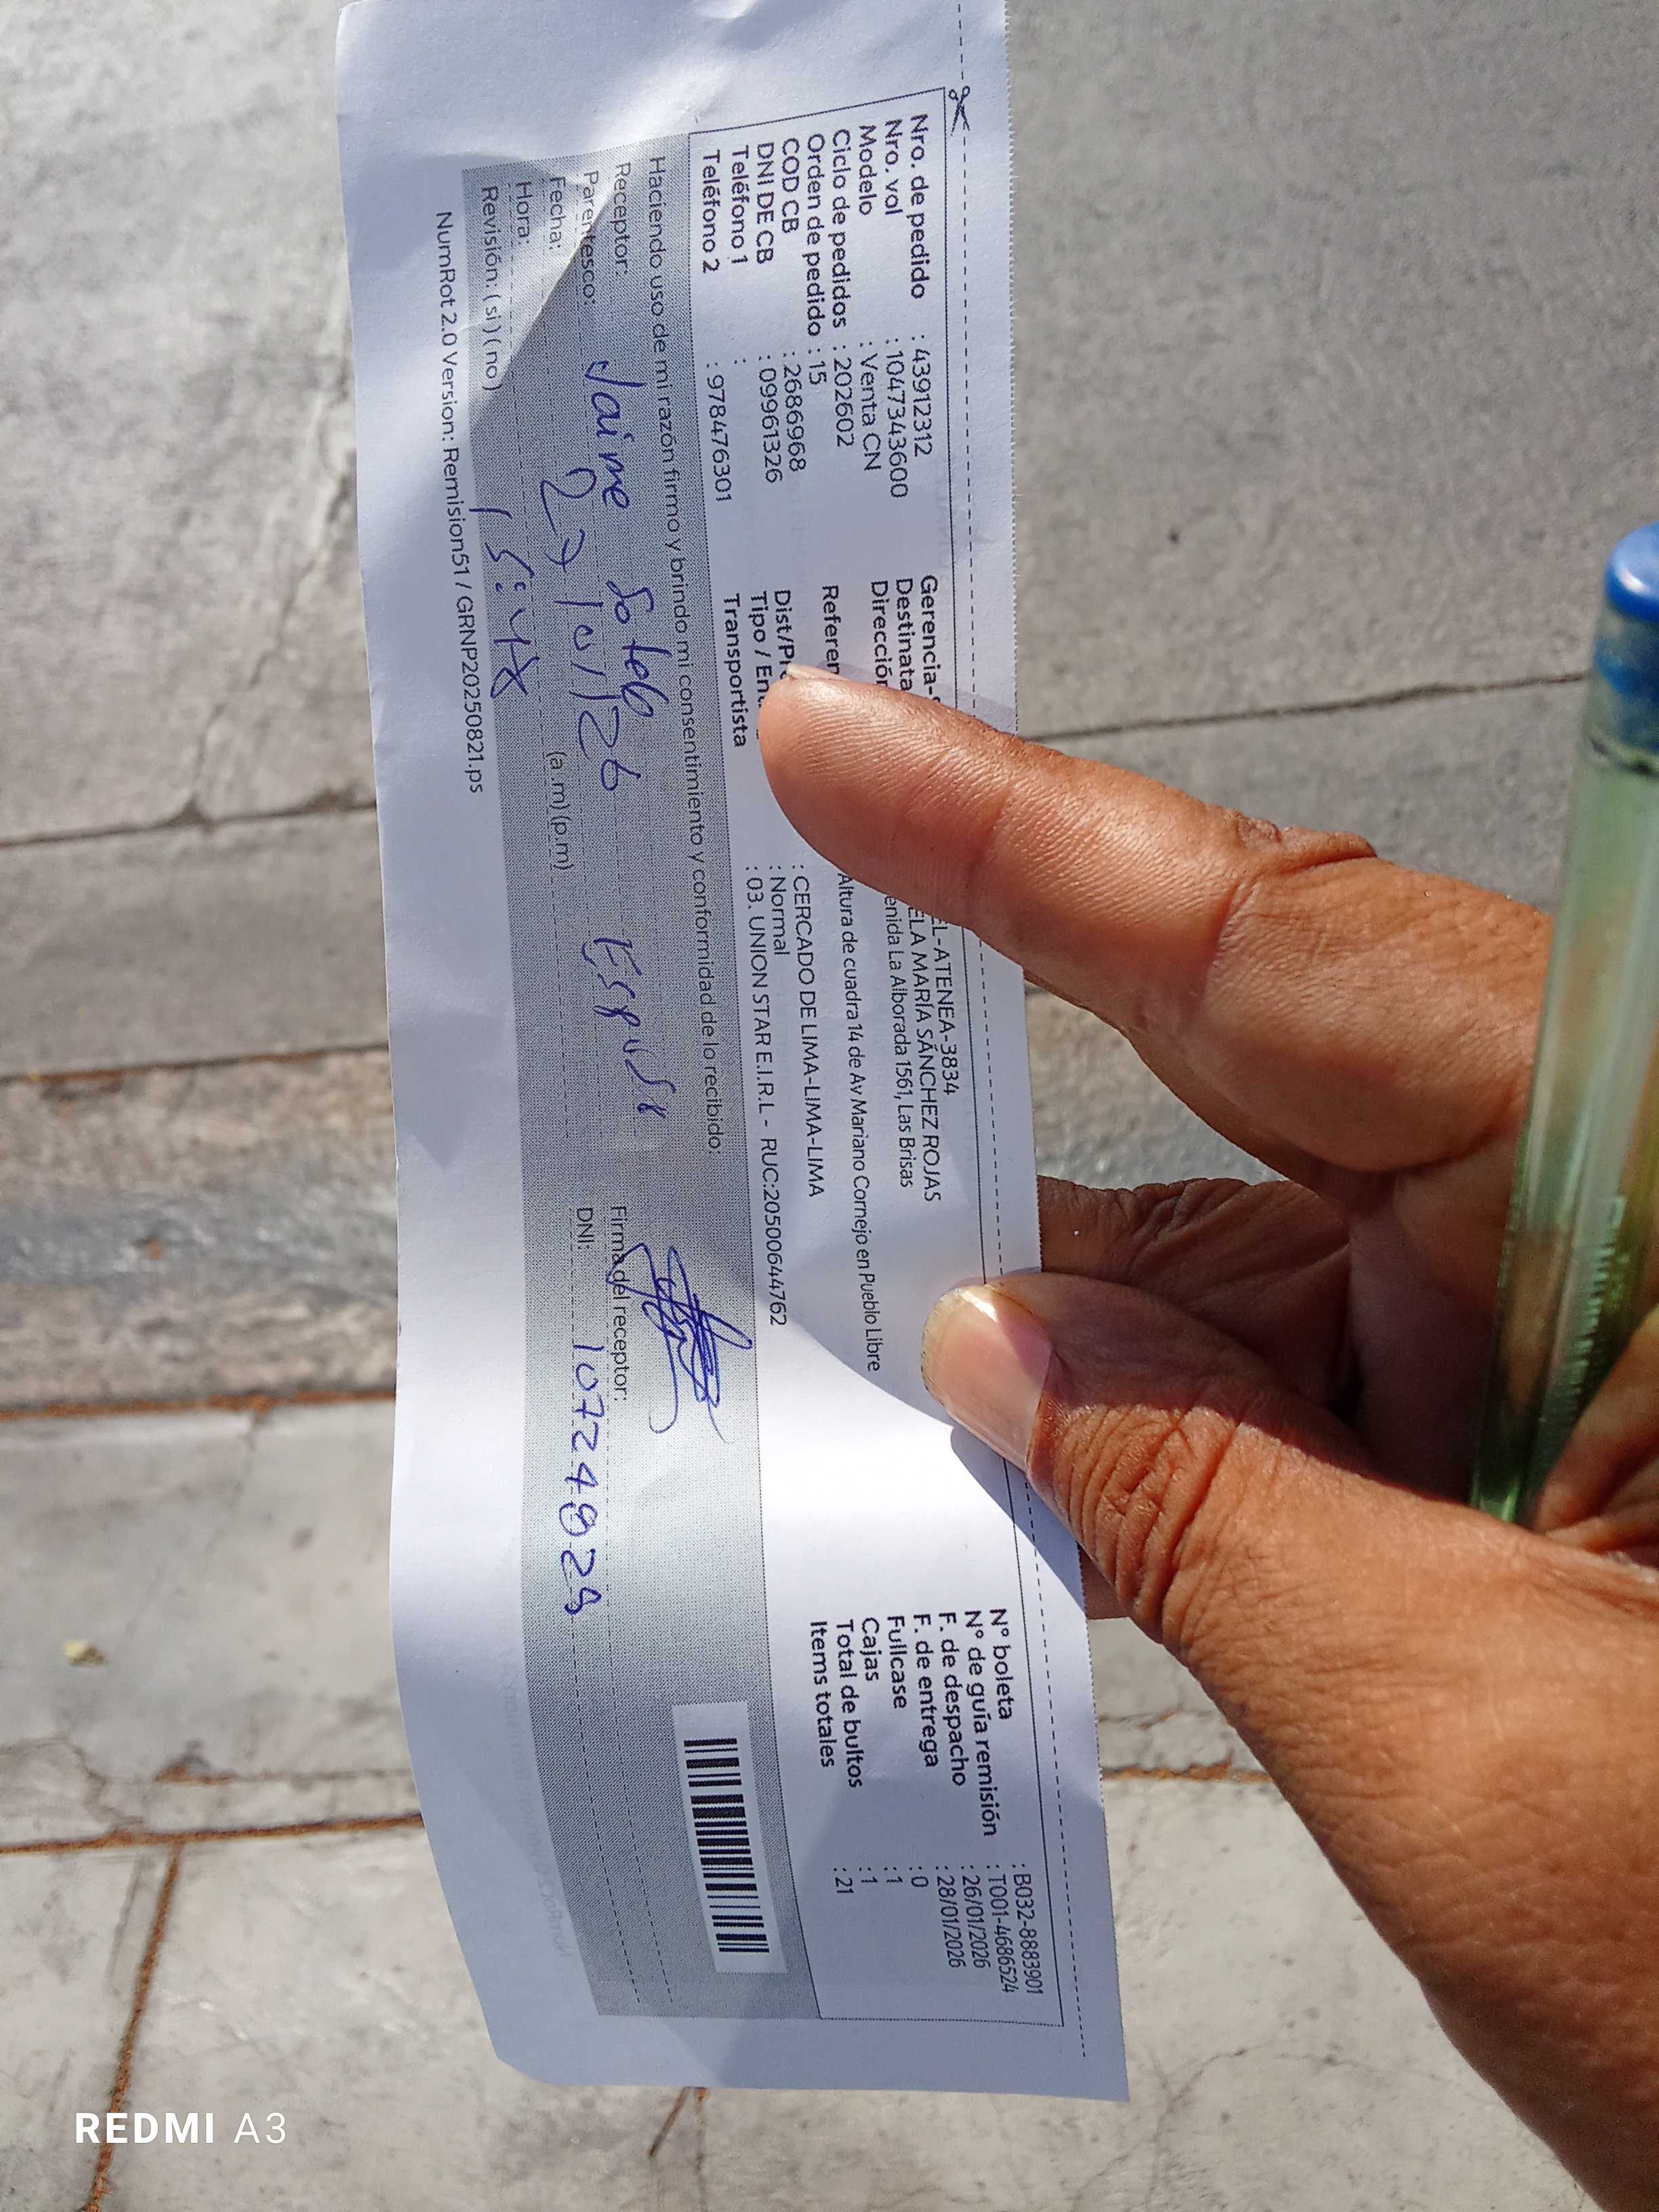 Nro. de pedido : 43912312
Nro. vol : 1047343600
Modelo : Venta CN
Ciclo de pedidos : 202602
Orden de pedido : 15
COD CB : 2686968
DNI DE CB : 09961326
Teléfono 1 :
Teléfono 2 : 978476301
Gerencia- EL-ATENEA-3834
Destinata ELA MARÍA SÁNCHEZ ROJAS
Dirección enida La Alborada 1561, Las Brisas
Referen Altura de cuadra 14 de Av Mariano Cornejo en Pueblo Libre
Dist/Pr : CERCADO DE LIMA-LIMA-LIMA
Tipo / En : Normal
Transportista : 03. UNION STAR E.I.R.L - RUC:20500644762
N° boleta : B032-8883901
N° de guía remisión : T001-4686524
F. de despacho : 26/01/2026
F. de entrega : 28/01/2026
Fullcase : 0
Cajas : 1
Total de bultos : 1
Items totales : 21
Haciendo uso de mi razón firmo y brindo mi consentimiento y conformidad de lo recibido:
Receptor: Jaime Sotelo
Parentesco: Esposo
Fecha: 27/01/26
Hora: 15:48 (a.m) (p.m)
Revisión: (si) (no)
Firma del receptor:
DNI: 10724829
NumRot 2.0 Version: Remision51 / GRNP20250821.ps
REDMI A3